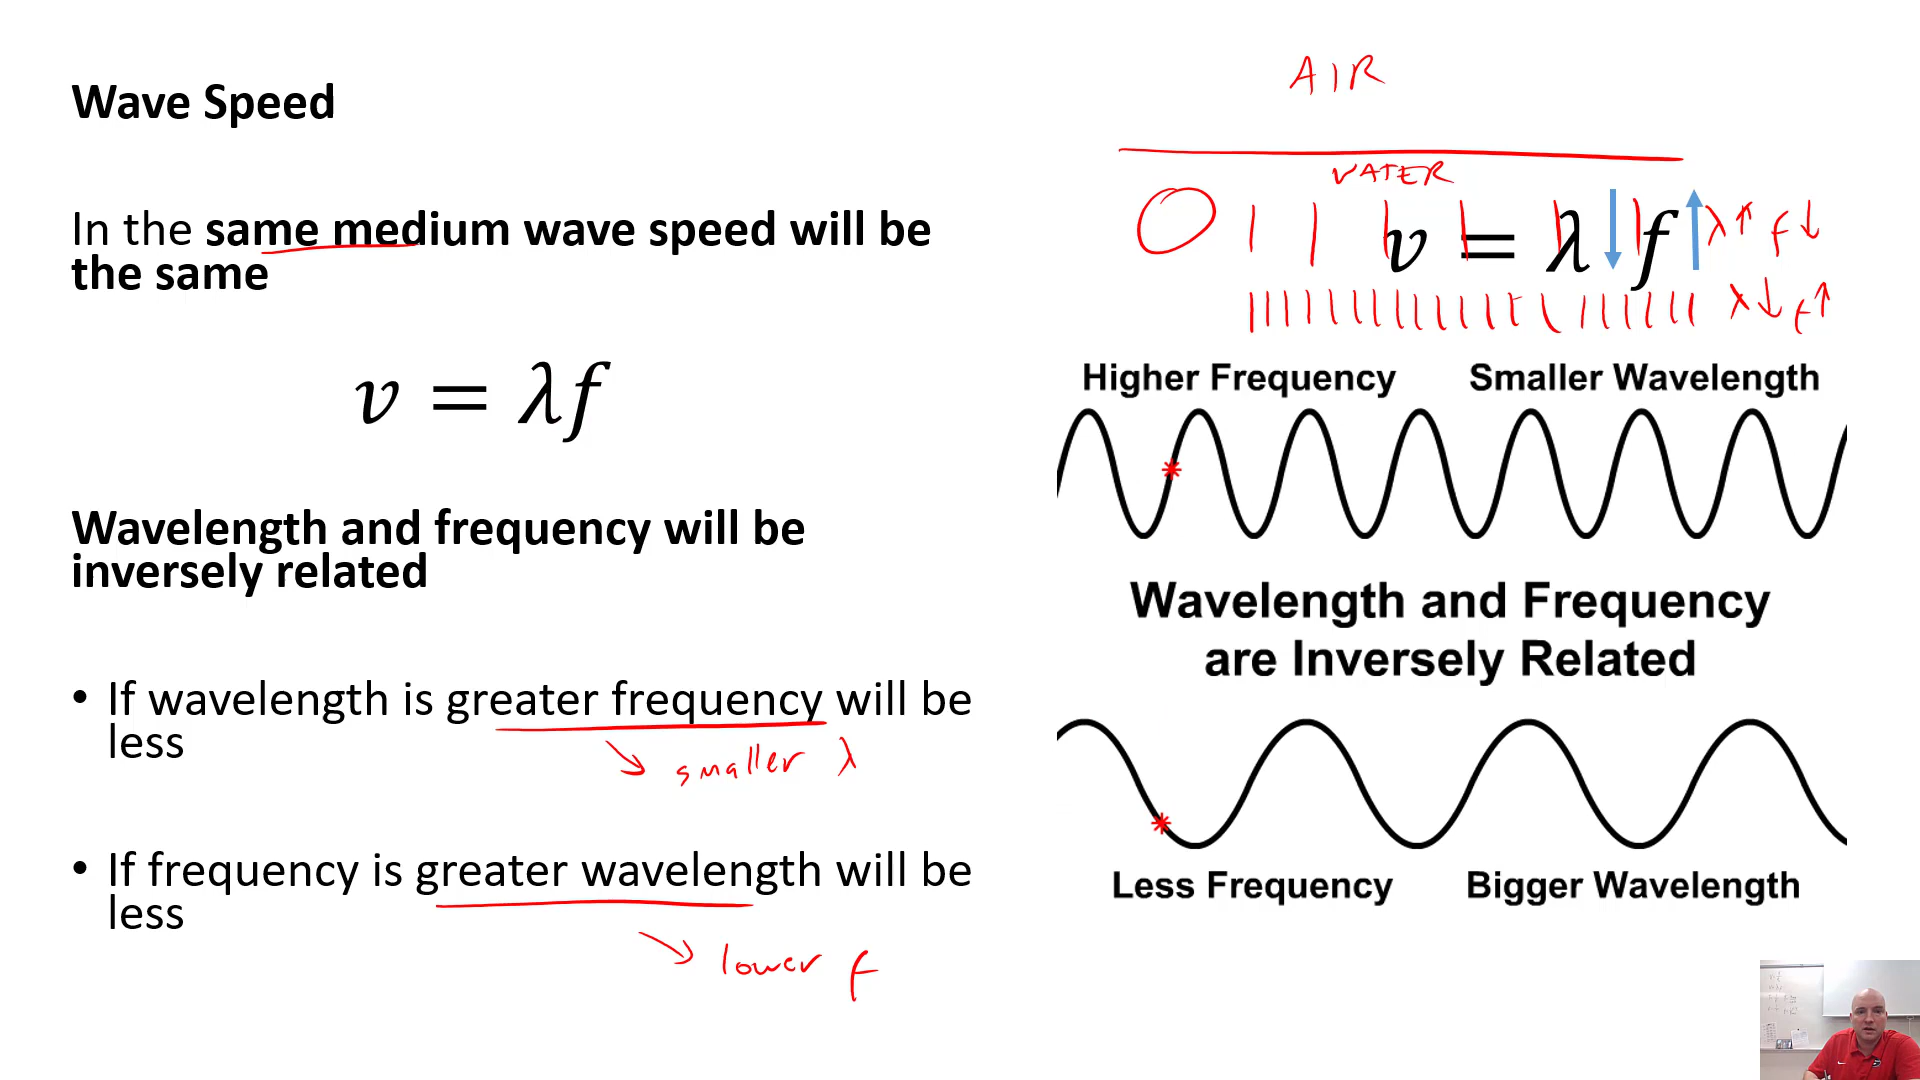 Wave Speed
In the same medium wave speed will be
the same
v = λf
Wavelength and frequency will be
inversely related
• If wavelength is greater frequency will be
less
smaller λ
• If frequency is greater wavelength will be
less
lower f
AIR
WATER
v = λ f
λ↑ f↓
λ↓ f↑
Higher Frequency Smaller Wavelength
Wavelength and Frequency
are Inversely Related
Less Frequency Bigger Wavelength